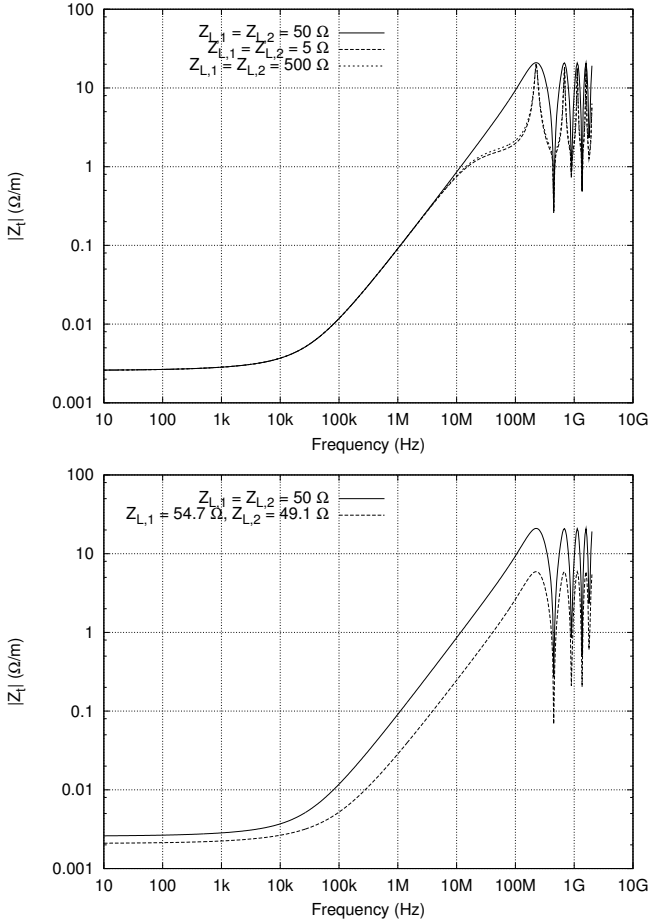 100
10
1
0.1
0.01
0.001
|Z_t| (Ω/m)
Z_L,1 = Z_L,2 = 50 Ω
Z_L,1 = Z_L,2 = 5 Ω
Z_L,1 = Z_L,2 = 500 Ω
10 100 1k 10k 100k 1M 10M 100M 1G 10G
Frequency (Hz)
100
10
1
0.1
0.01
0.001
|Z_t| (Ω/m)
Z_L,1 = Z_L,2 = 50 Ω
Z_L,1 = 54.7 Ω, Z_L,2 = 49.1 Ω
10 100 1k 10k 100k 1M 10M 100M 1G 10G
Frequency (Hz)